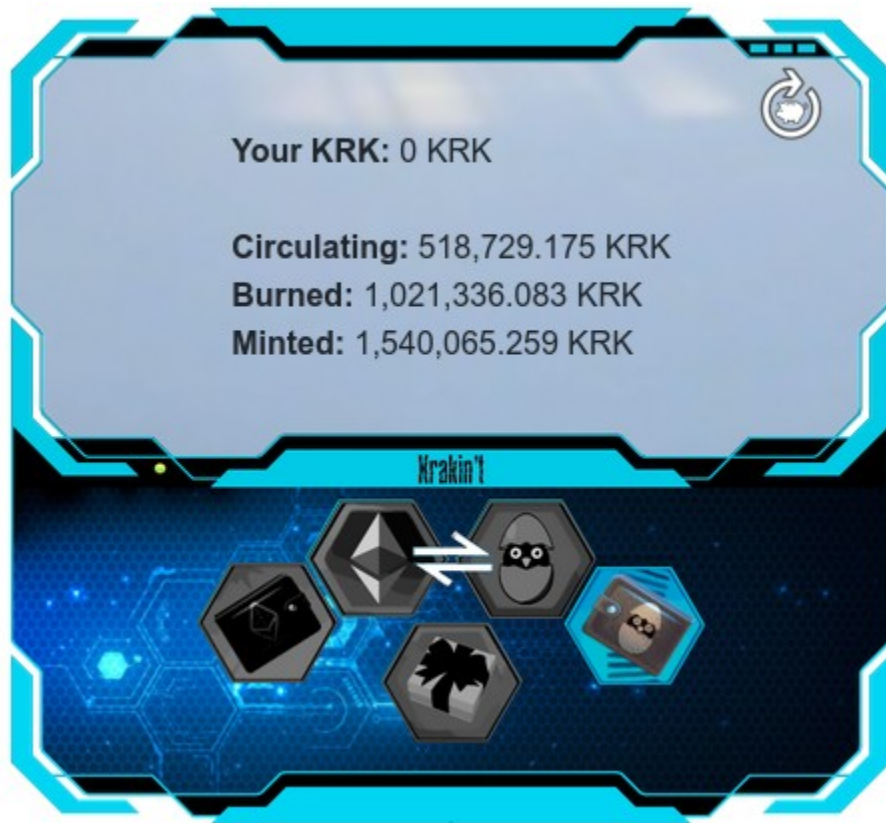 Your KRK: 0 KRK
Circulating: 518,729.175 KRK
Burned: 1,021,336.083 KRK
Minted: 1,540,065.259 KRK
Krakin't